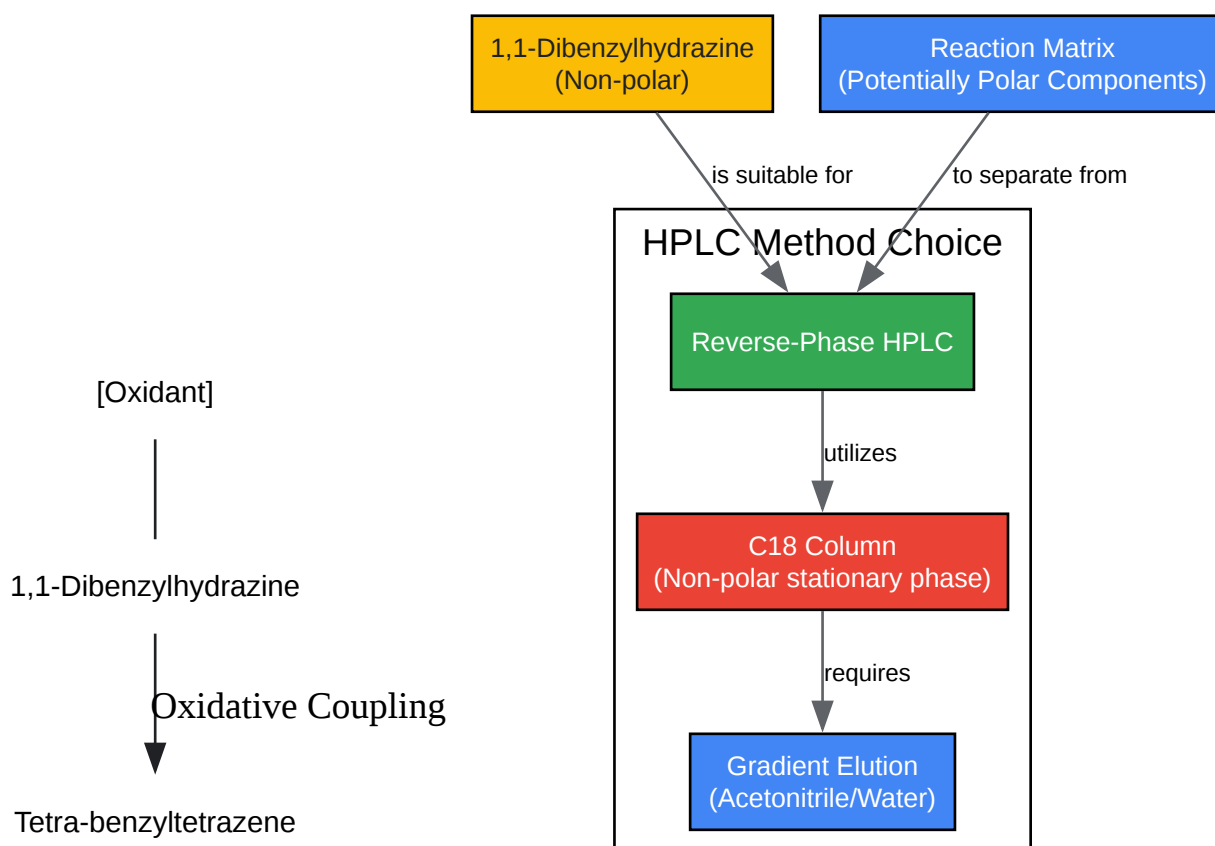 1,1-Dibenzylhydrazine
(Non-polar)
Reaction Matrix
(Potentially Polar Components)
is suitable for
to separate from
HPLC Method Choice
Reverse-Phase HPLC
utilizes
C18 Column
(Non-polar stationary phase)
requires
Gradient Elution
(Acetonitrile/Water)
[Oxidant]
1,1-Dibenzylhydrazine
Oxidative Coupling
Tetra-benzyltetrazene